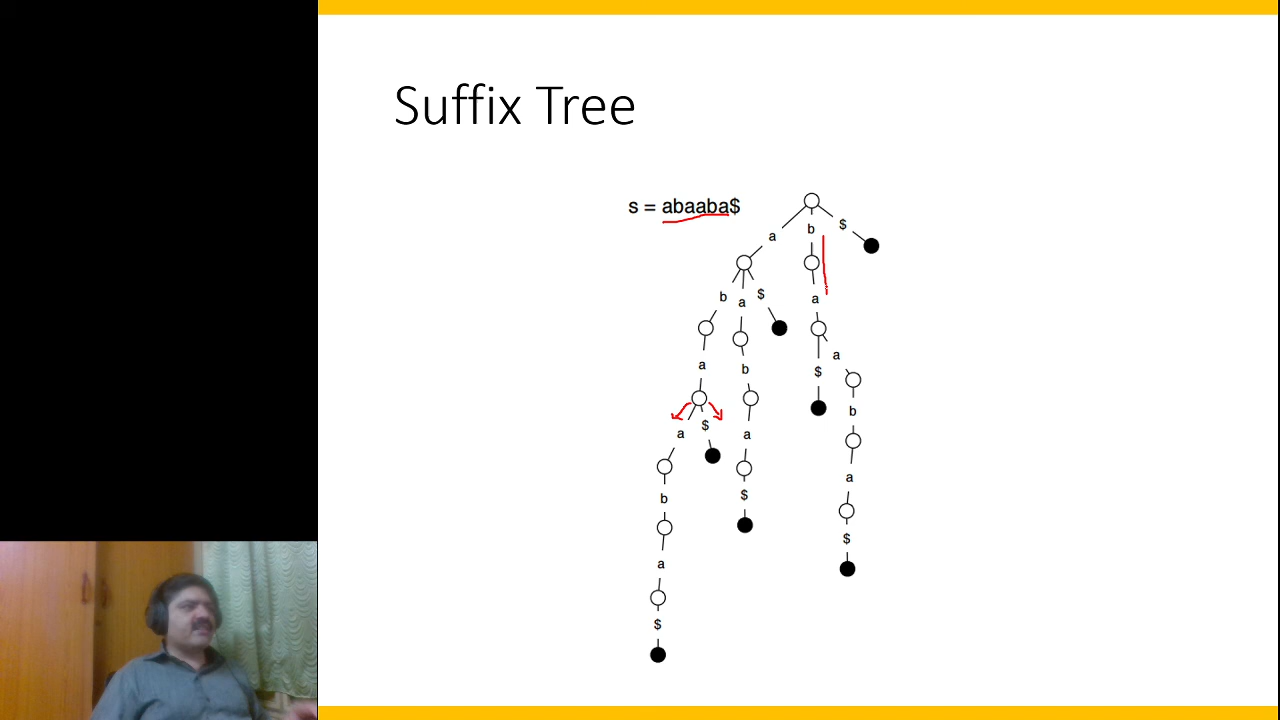 Suffix Tree
s = abaaba$
a b $
b a $
a
a b $ a
a $ a b
b $ a
a $
$